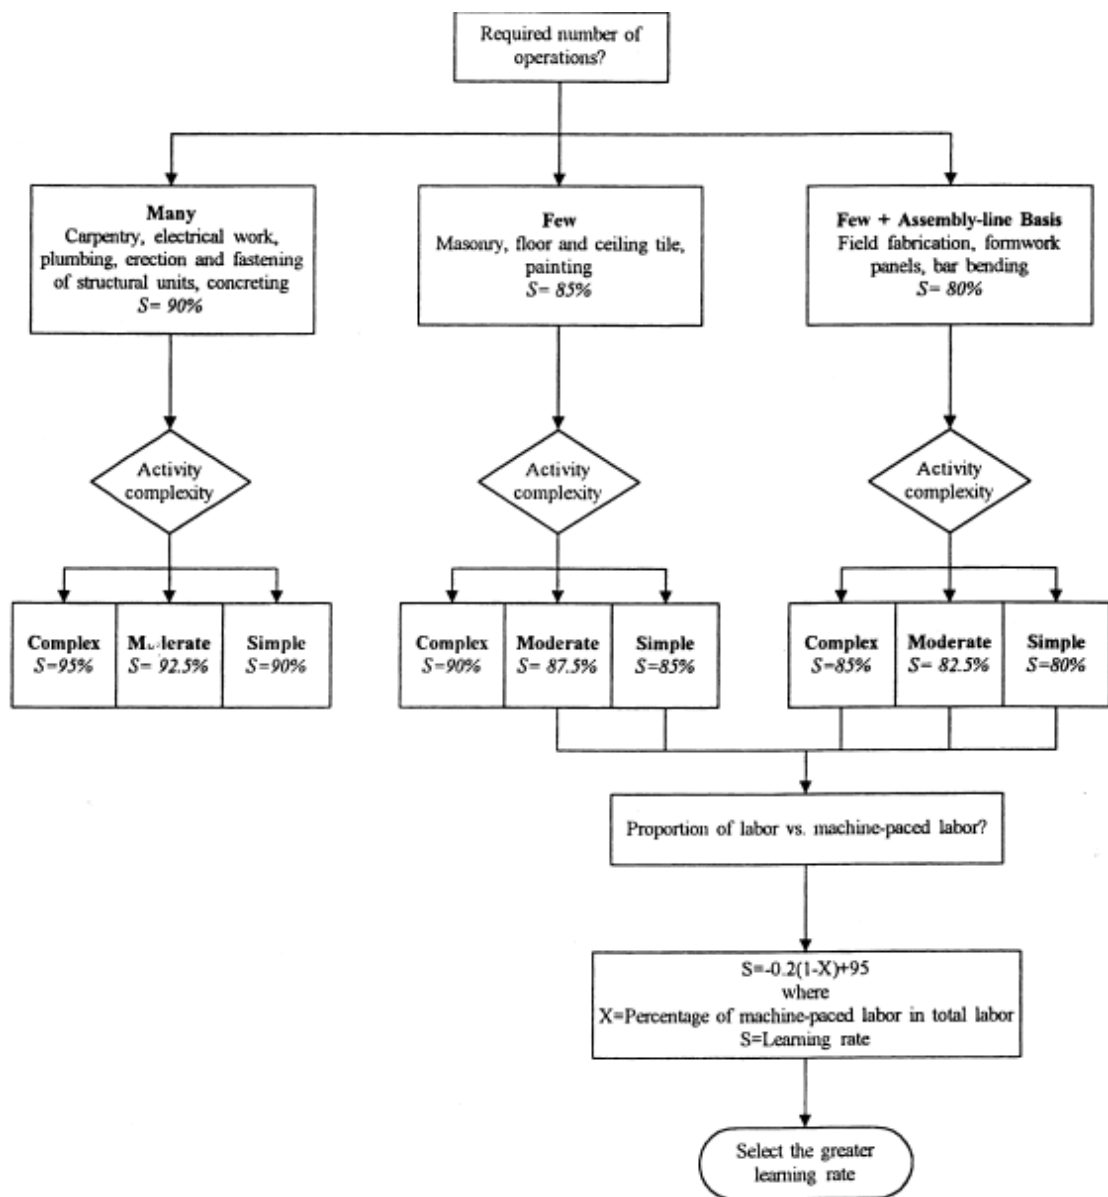 Required number of
operations?
Many
Carpentry, electrical work,
plumbing, erection and fastening
of structural units, concreting
S= 90%
Few
Masonry, floor and ceiling tile,
painting
S= 85%
Few + Assembly-line Basis
Field fabrication, formwork
panels, bar bending
S= 80%
Activity
complexity
Activity
complexity
Activity
complexity
Complex
S=95%
Moderate
S= 92.5%
Simple
S=90%
Complex
S=90%
Moderate
S= 87.5%
Simple
S=85%
Complex
S=85%
Moderate
S= 82.5%
Simple
S=80%
Proportion of labor vs. machine-paced labor?
S=-0.2(1-X)+95
where
X=Percentage of machine-paced labor in total labor
S=Learning rate
Select the greater
learning rate